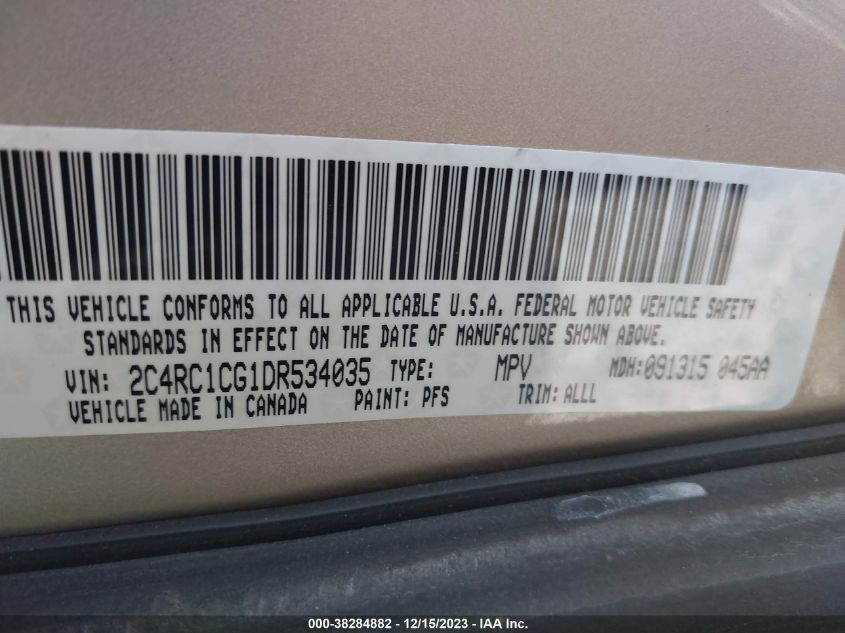 THIS VEHICLE CONFORMS TO ALL APPLICABLE U.S.A. FEDERAL MOTOR VEHICLE SAFETY
STANDARDS IN EFFECT ON THE DATE OF MANUFACTURE SHOWN ABOVE.
VIN: 2C4RC1CG1DR534035 TYPE: MPV MDH:091315 045AA
VEHICLE MADE IN CANADA PAINT: PFS TRIM: ALLL
000-38284882 - 12/15/2023 - IAA Inc.